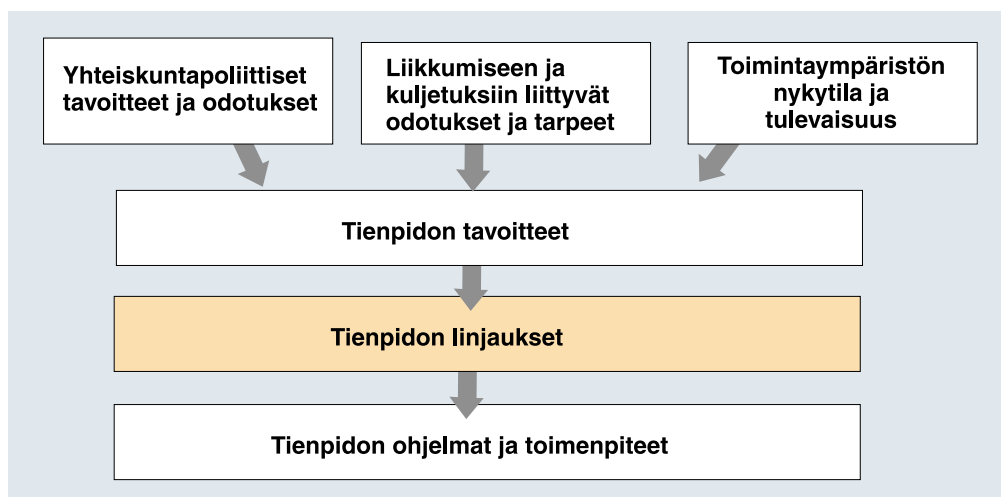 Yhteiskuntapoliittiset
tavoitteet ja odotukset
Liikkumiseen ja
kuljetuksiin liittyvät
odotukset ja tarpeet
Toimintaympäristön
nykytila ja
tulevaisuus
Tienpidon tavoitteet
Tienpidon linjaukset
Tienpidon ohjelmat ja toimenpiteet